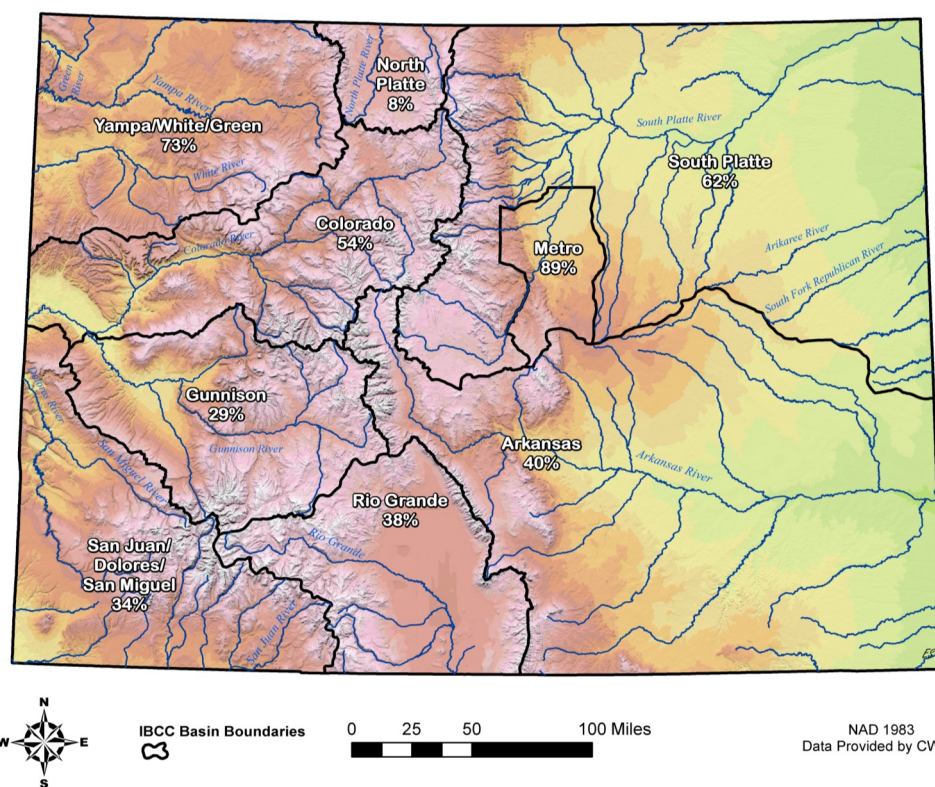 North
Platte
8%
North Platte River
Green
River
Yampa River
Yampa/White/Green
73%
White River
South Platte River
South Platte
62%
Colorado
54%
Colorado River
Metro
89%
Arikaree River
South Fork Republican River
Gunnison
29%
Gunnison River
Dolores River
San Miguel River
Arkansas
40%
Arkansas River
Rio Grande
38%
Rio Grande
San Juan/
Dolores/
San Miguel
34%
San Juan River
N
W
E
S
IBCC Basin Boundaries
0 25 50 100 Miles
NAD 1983
Data Provided by CW